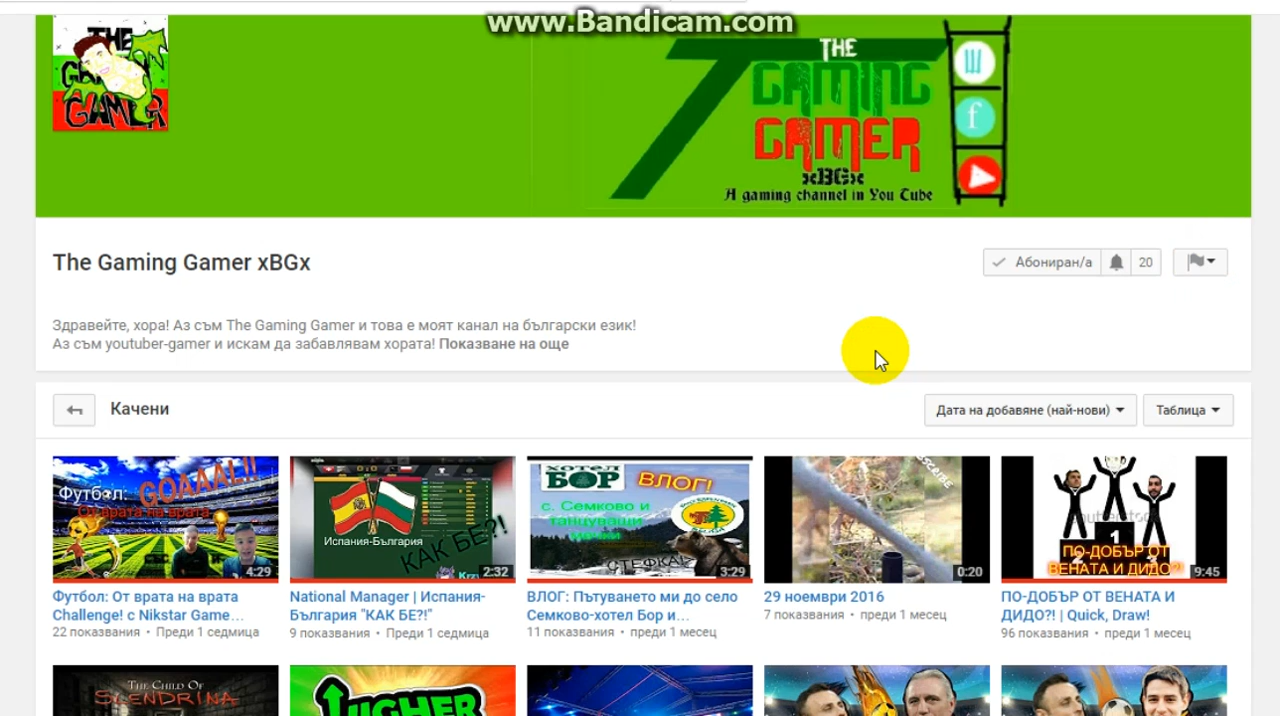 www.Bandicam.com
THE
GAMING
GAMER
THE
GAMING
GAMER
xBGx
A gaming channel in You Tube
f
The Gaming Gamer xBGx
Абониран/а
20
Здравейте, хора! Аз съм The Gaming Gamer и това е моят канал на български език!
Аз съм youtuber-gamer и искам да забавлявам хората! Показване на още
Качени
Дата на добавяне (най-нови)
Таблица
Футбол: GOAAAL!!
От врата на врата
4:29
0:0
Испания-България
КАК БЕ?!
2:32
ХОТЕЛ
БОР
ВЛОГ!
с. Семково и
танцуващи
мечки
СТЕФКА!
3:29
0:20
1
2
ПО-ДОБЪР ОТ
ВЕНАТА И ДИДО?!
9:45
Футбол: От врата на врата
Challenge! с Nikstar Game...
22 показвания • Преди 1 седмица
National Manager | Испания-
България "КАК БЕ?!"
9 показвания • Преди 1 седмица
ВЛОГ: Пътуването ми до село
Семково-хотел Бор и...
11 показвания • преди 1 месец
29 ноември 2016
7 показвания • преди 1 месец
ПО-ДОБЪР ОТ ВЕНАТА И
ДИДО?! | Quick, Draw!
96 показвания • преди 1 месец
THE CHILD OF
SLENDRINA
HIGHER